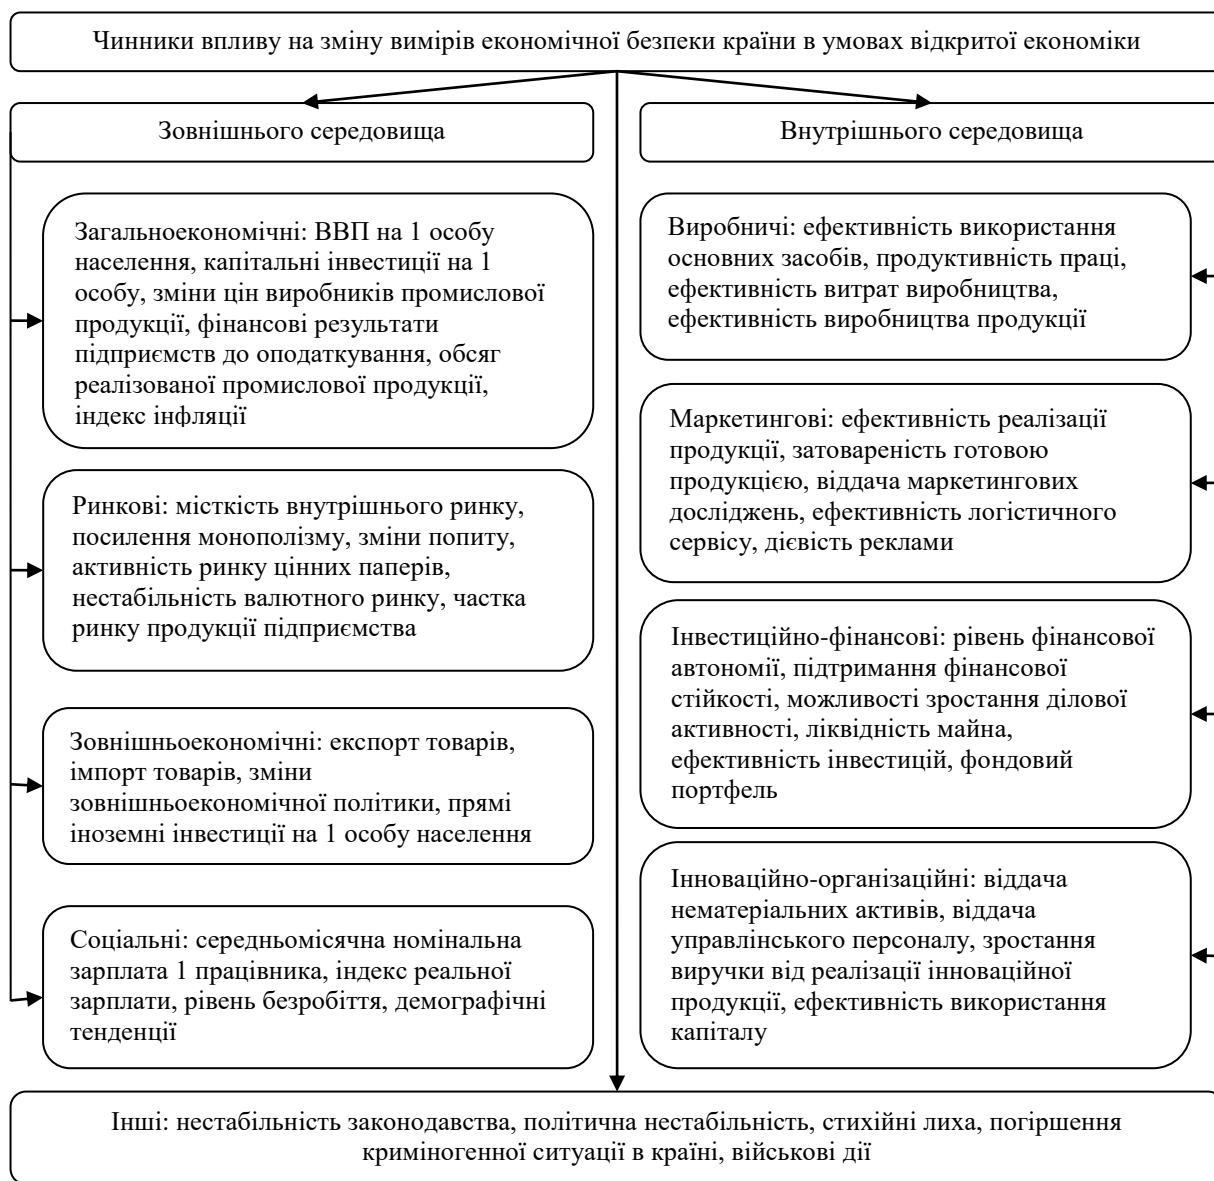 Чинники впливу на зміну вимірів економічної безпеки країни в умовах відкритої економіки
Зовнішнього середовища
Загальноекономічні: ВВП на 1 особу
населення, капітальні інвестиції на 1
особу, зміни цін виробників промислової
продукції, фінансові результати
підприємств до оподаткування, обсяг
реалізованої промислової продукції,
індекс інфляції
Ринкові: місткість внутрішнього ринку,
посилення монополізму, зміни попиту,
активність ринку цінних паперів,
нестабільність валютного ринку, частка
ринку продукції підприємства
Зовнішньоекономічні: експорт товарів,
імпорт товарів, зміни
зовнішньоекономічної політики, прямі
іноземні інвестиції на 1 особу населення
Соціальні: середньомісячна номінальна
зарплата 1 працівника, індекс реальної
зарплати, рівень безробіття, демографічні
тенденції
Внутрішнього середовища
Виробничі: ефективність використання
основних засобів, продуктивність праці,
ефективність витрат виробництва,
ефективність виробництва продукції
Маркетингові: ефективність реалізації
продукції, затовареність готовою
продукцією, віддача маркетингових
досліджень, ефективність логістичного
сервісу, дієвість реклами
Інвестиційно-фінансові: рівень фінансової
автономії, підтримання фінансової
стійкості, можливості зростання ділової
активності, ліквідність майна,
ефективність інвестицій, фондовий
портфель
Інноваційно-організаційні: віддача
нематеріальних активів, віддача
управлінського персоналу, зростання
виручки від реалізації інноваційної
продукції, ефективність використання
капіталу
Інші: нестабільність законодавства, політична нестабільність, стихійні лиха, погіршення
криміногенної ситуації в країні, військові дії